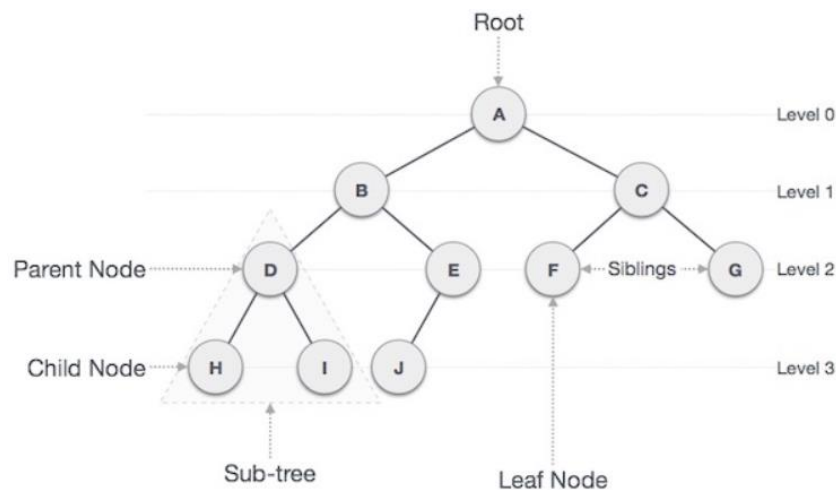 Root
A
Level 0
B
C
Level 1
Parent Node
D
E
F
Siblings
G
Level 2
Child Node
H
I
J
Level 3
Sub-tree
Leaf Node